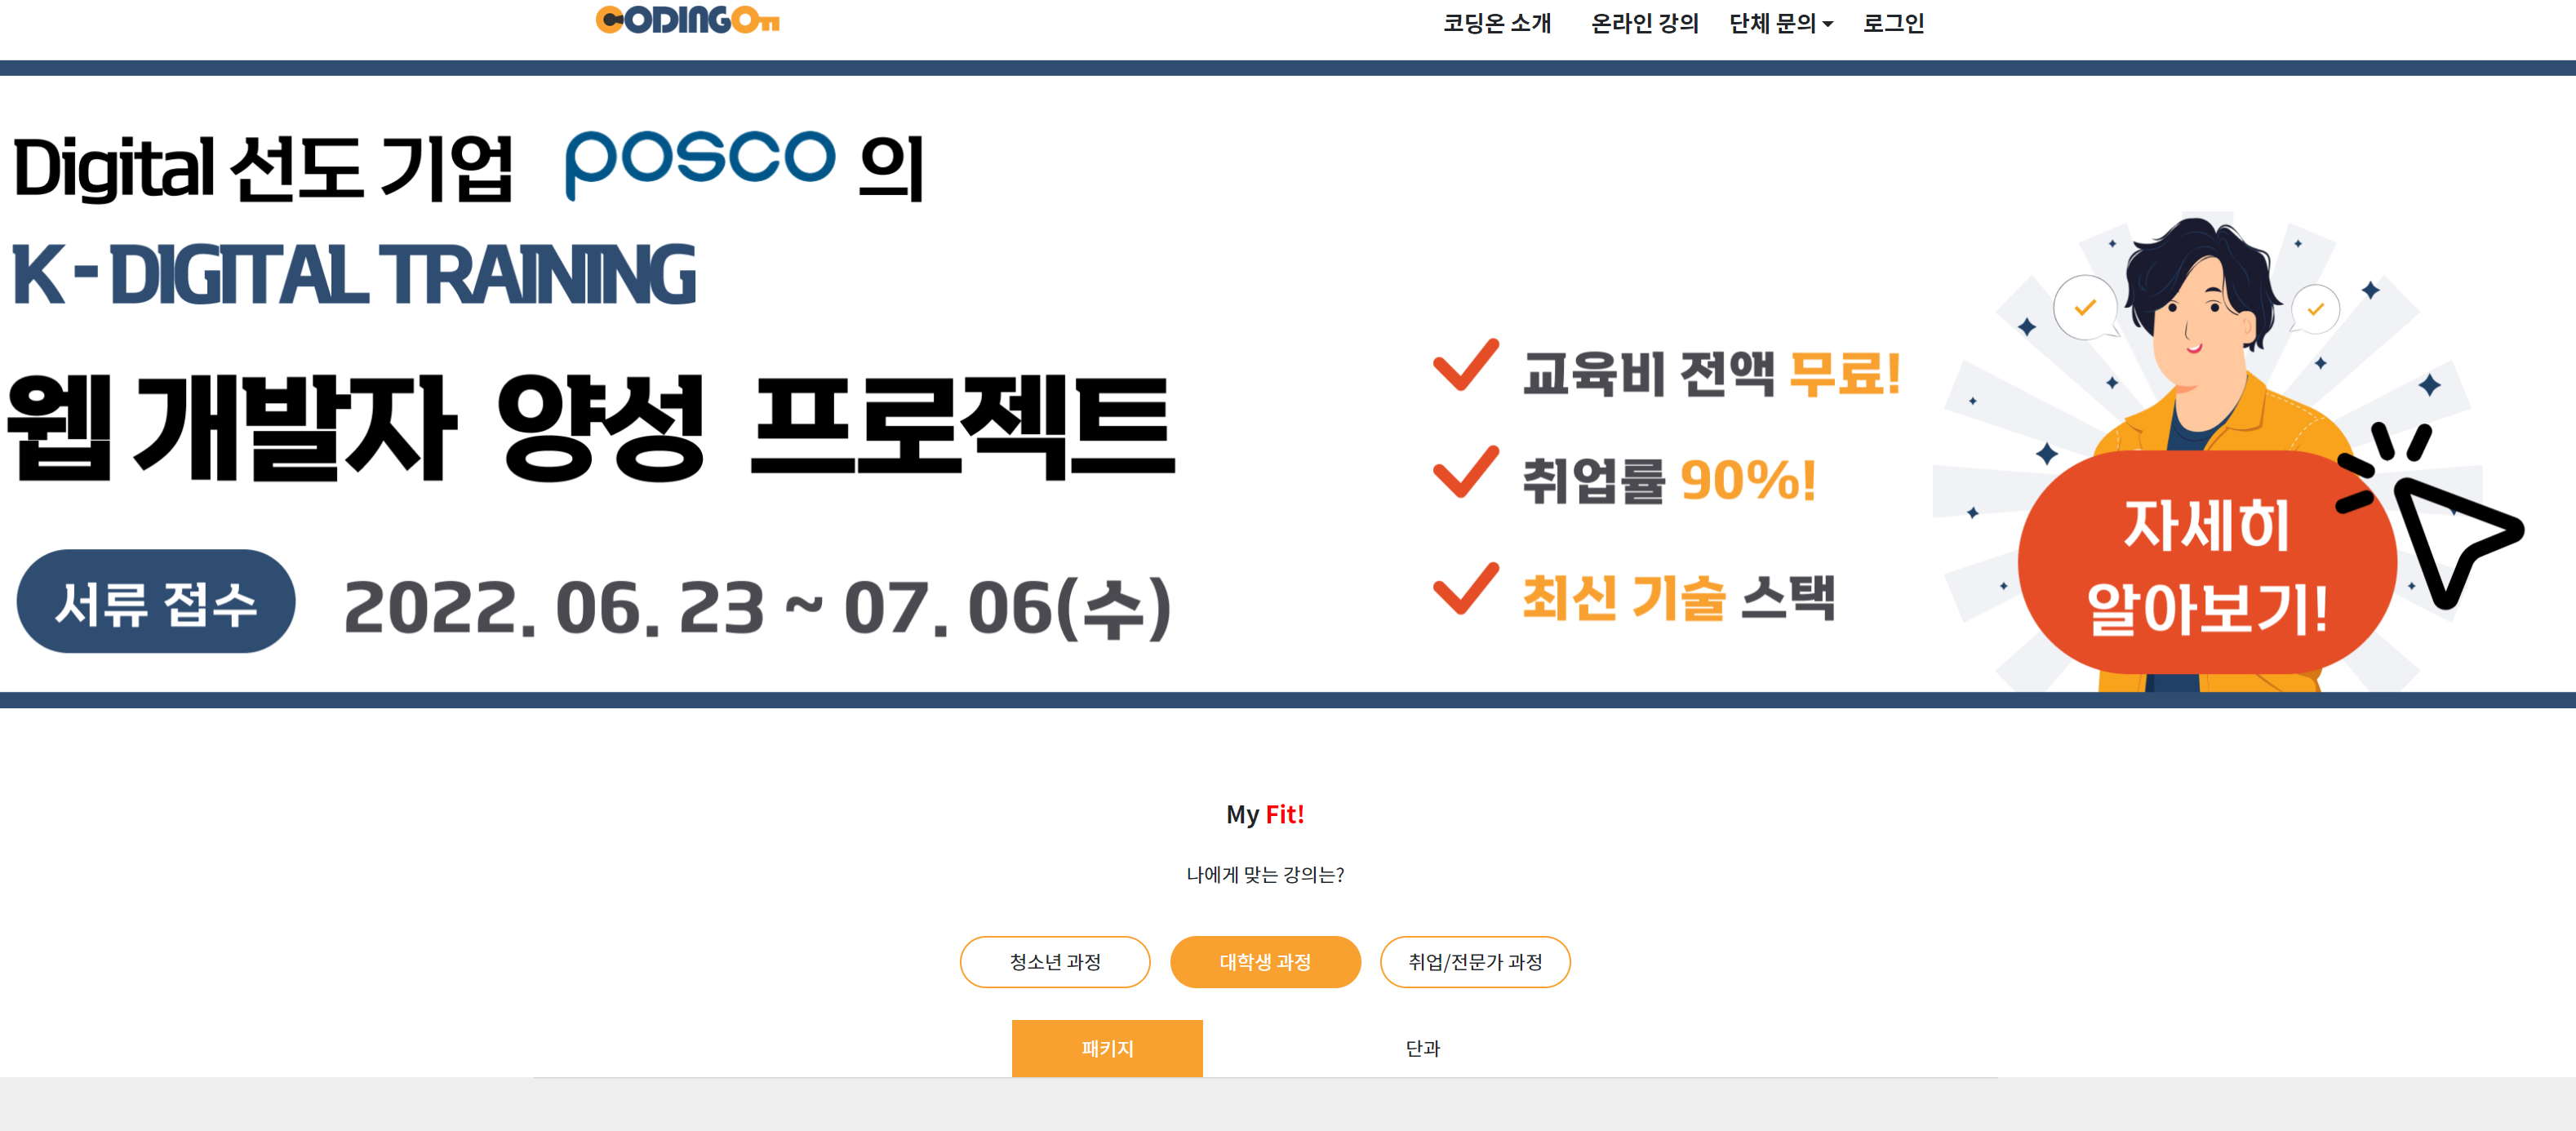 CODINGOn
코딩온 소개 온라인 강의 단체 문의 로그인
Digital 선도 기업 posco 의
K - DIGITAL TRAINING
웹 개발자 양성 프로젝트
서류 접수 2022. 06. 23 ~ 07. 06(수)
교육비 전액 무료!
취업률 90%!
최신 기술 스택
자세히
알아보기!
My Fit!
나에게 맞는 강의는?
청소년 과정 대학생 과정 취업/전문가 과정
패키지 단과